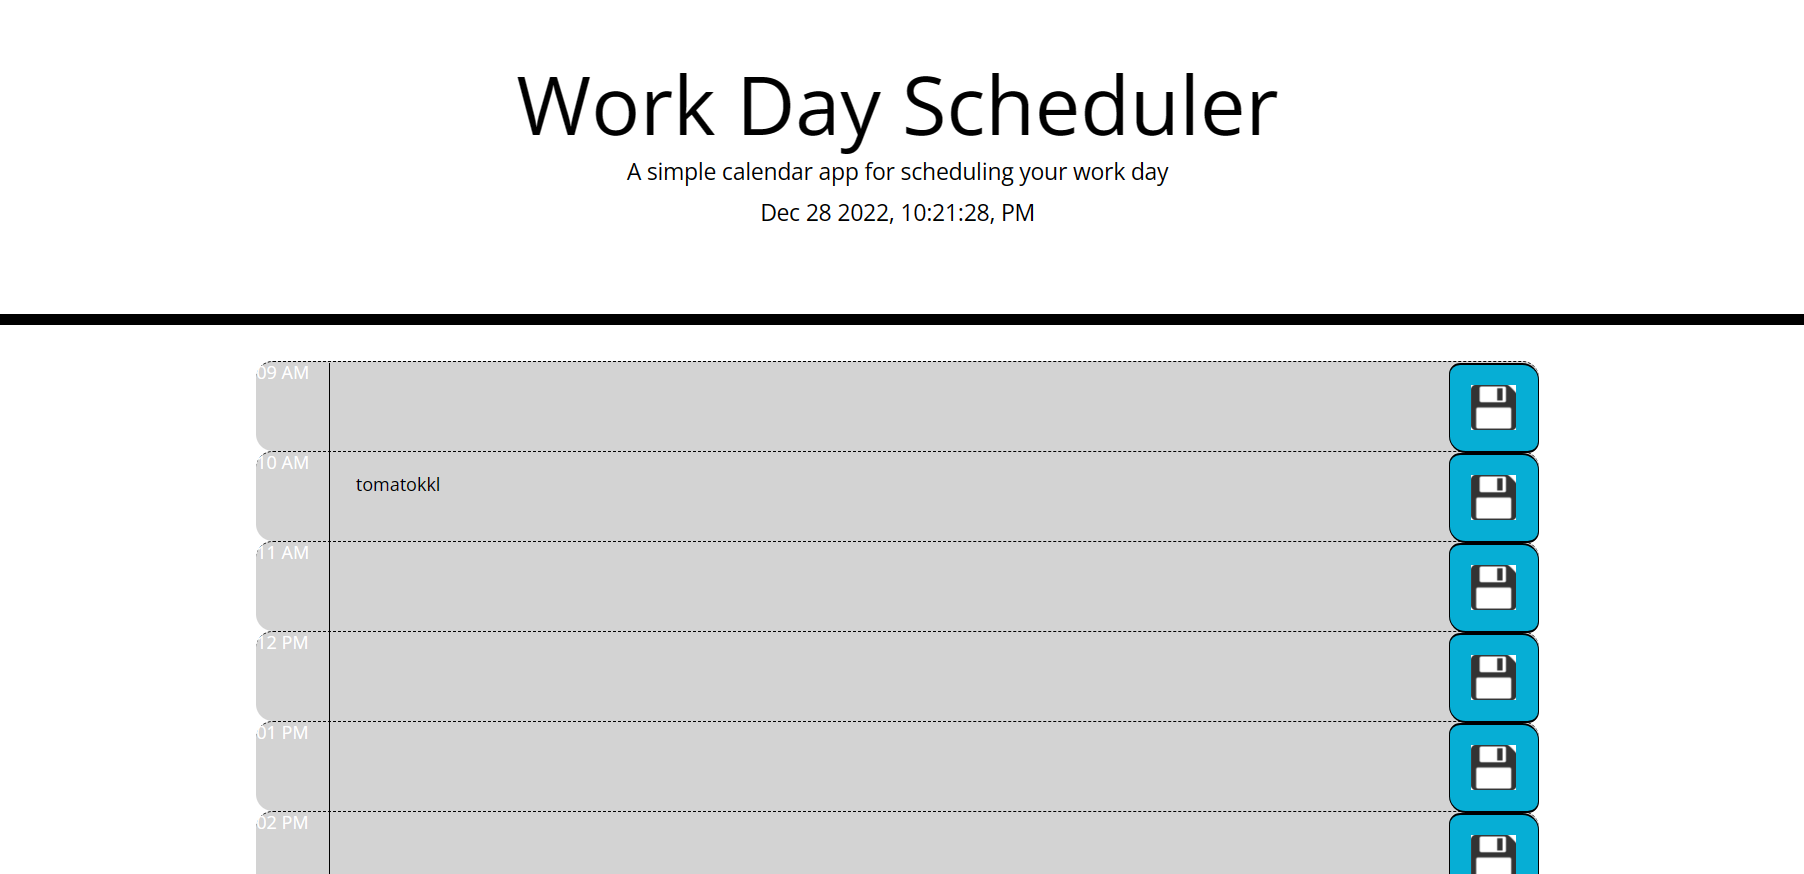 Work Day Scheduler
A simple calendar app for scheduling your work day
Dec 28 2022, 10:21:28, PM
09 AM
10 AM
tomatokkl
11 AM
12 PM
01 PM
02 PM